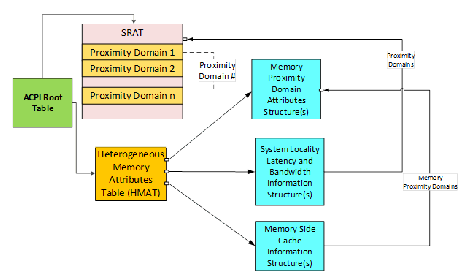 SRAT
Proximity Domain 1
Proximity Domain 2
Proximity Domain n
Proximity
Domain #
ACPI Root
Table
Heterogeneous
Memory
Attributes
Table (HMAT)
Memory
Proximity
Domain
Attributes
Structure(s)
System Locality
Latency and
Bandwidth
Information
Structure(s)
Memory Side
Cache
Information
Structure(s)
Proximity
Domains
Memory
Proximity Domains